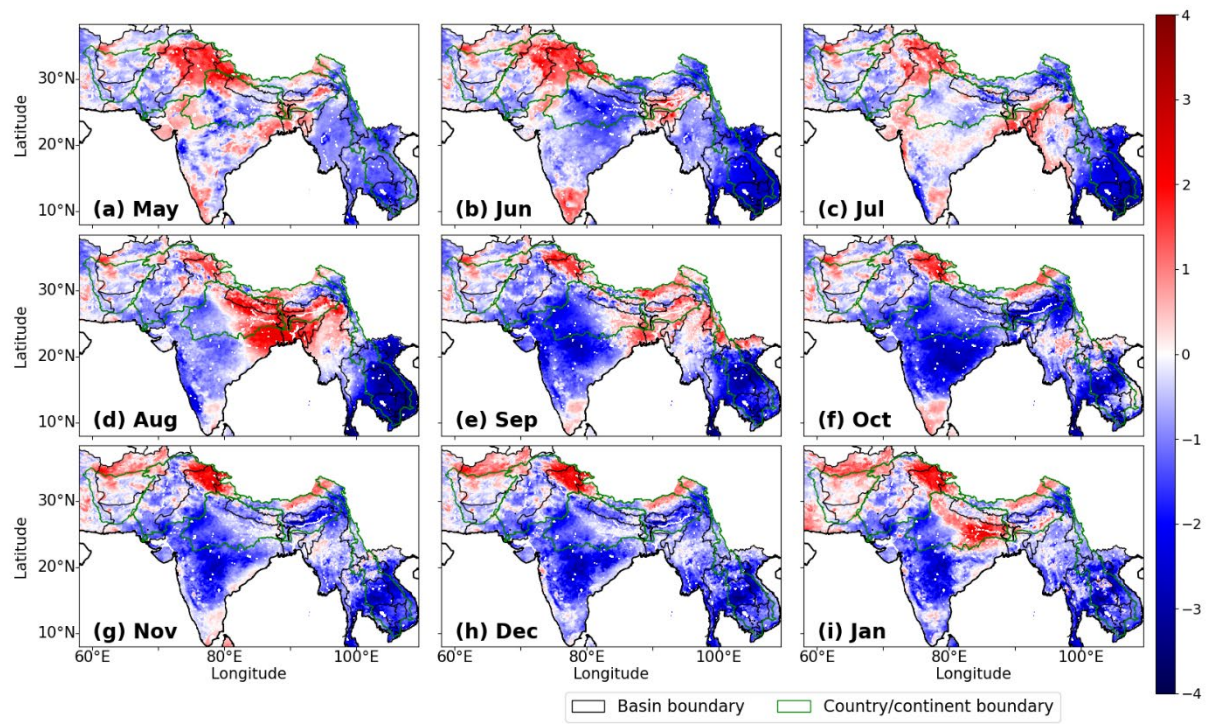 4
30°N
20°N
10°N
Latitude
(a) May
(b) Jun
(c) Jul
3
2
30°N
20°N
10°N
Latitude
(d) Aug
(e) Sep
(f) Oct
1
0
−1
30°N
20°N
10°N
Latitude
(g) Nov
(h) Dec
(i) Jan
−2
−3
−4
60°E 80°E 100°E
Longitude
60°E 80°E 100°E
Longitude
60°E 80°E 100°E
Longitude
Basin boundary Country/continent boundary